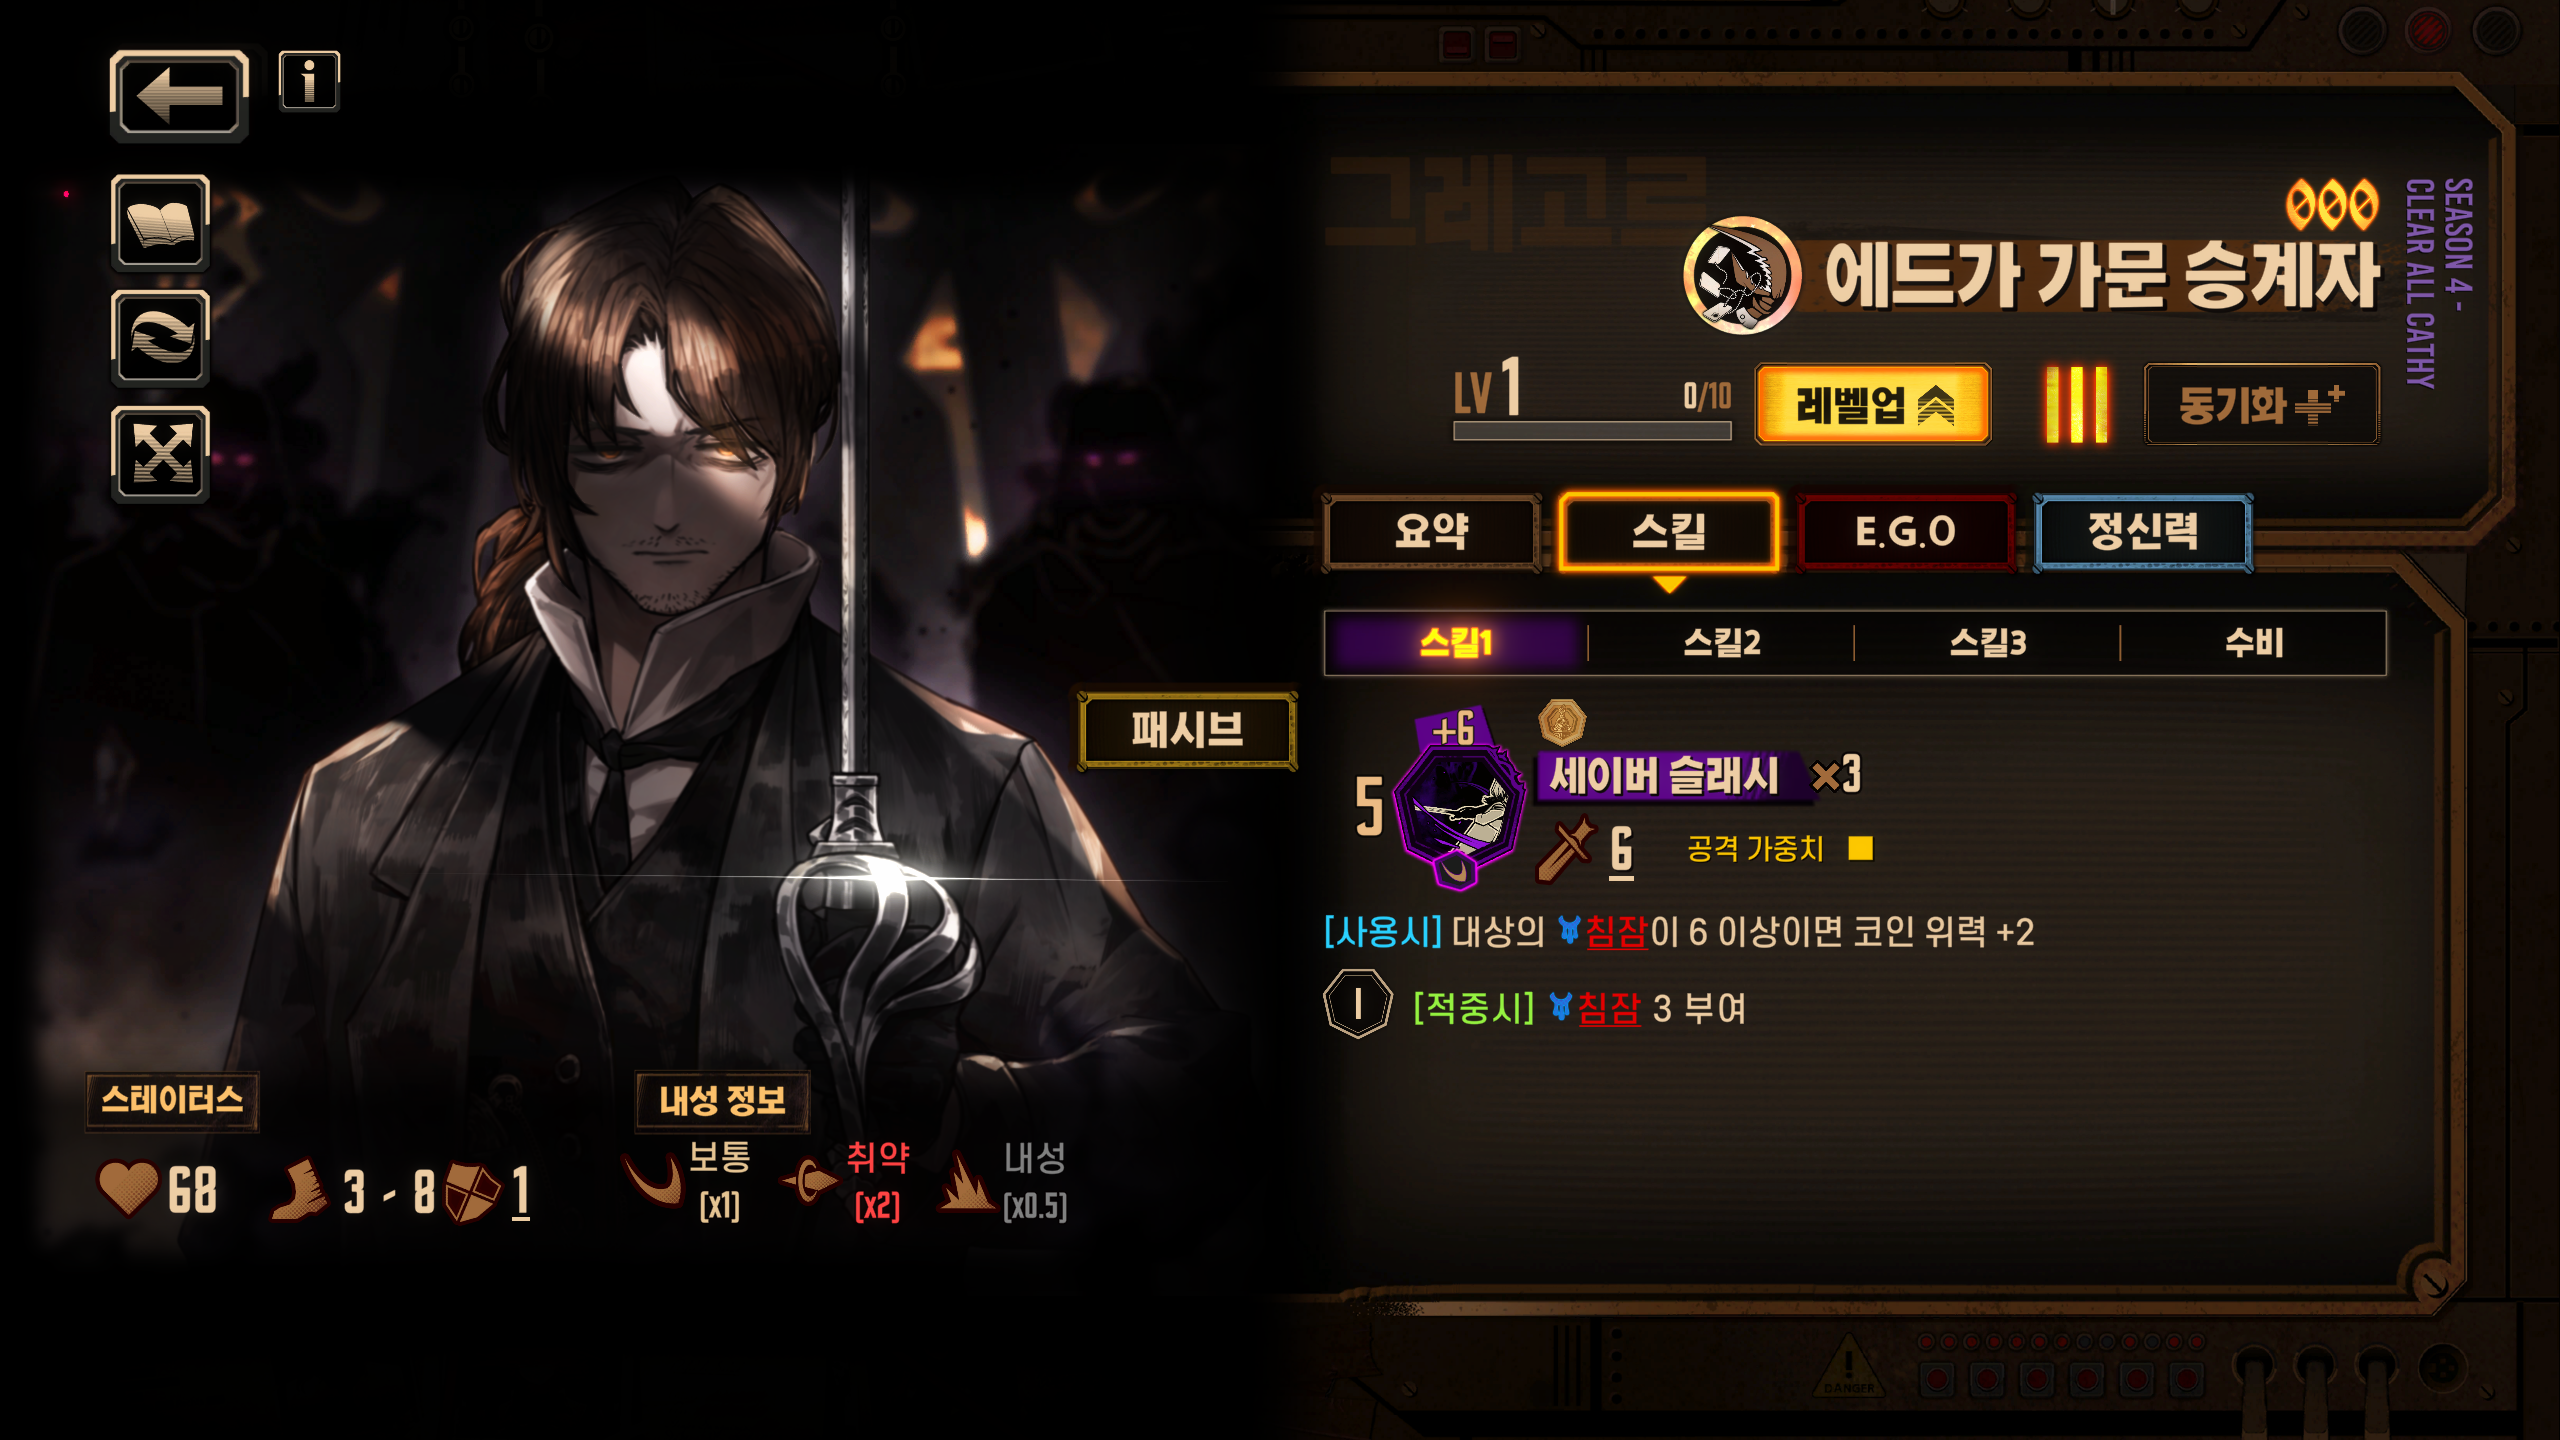 그레고르
000
에드가 가문 승계자
SEASON 4 -
CLEAR ALL CATHY
LV 1
0/10
레벨업
동기화
요약
스킬
E.G.O
정신력
스킬1
스킬2
스킬3
수비
패시브
+6
5
세이버 슬래시 ×3
6
공격 가중치
[사용시] 대상의 침잠이 6 이상이면 코인 위력 +2
I [적중시] 침잠 3 부여
스테이터스
68
3 - 8
1
내성 정보
보통
[x1]
취약
[x2]
내성
[x0.5]
DANGER